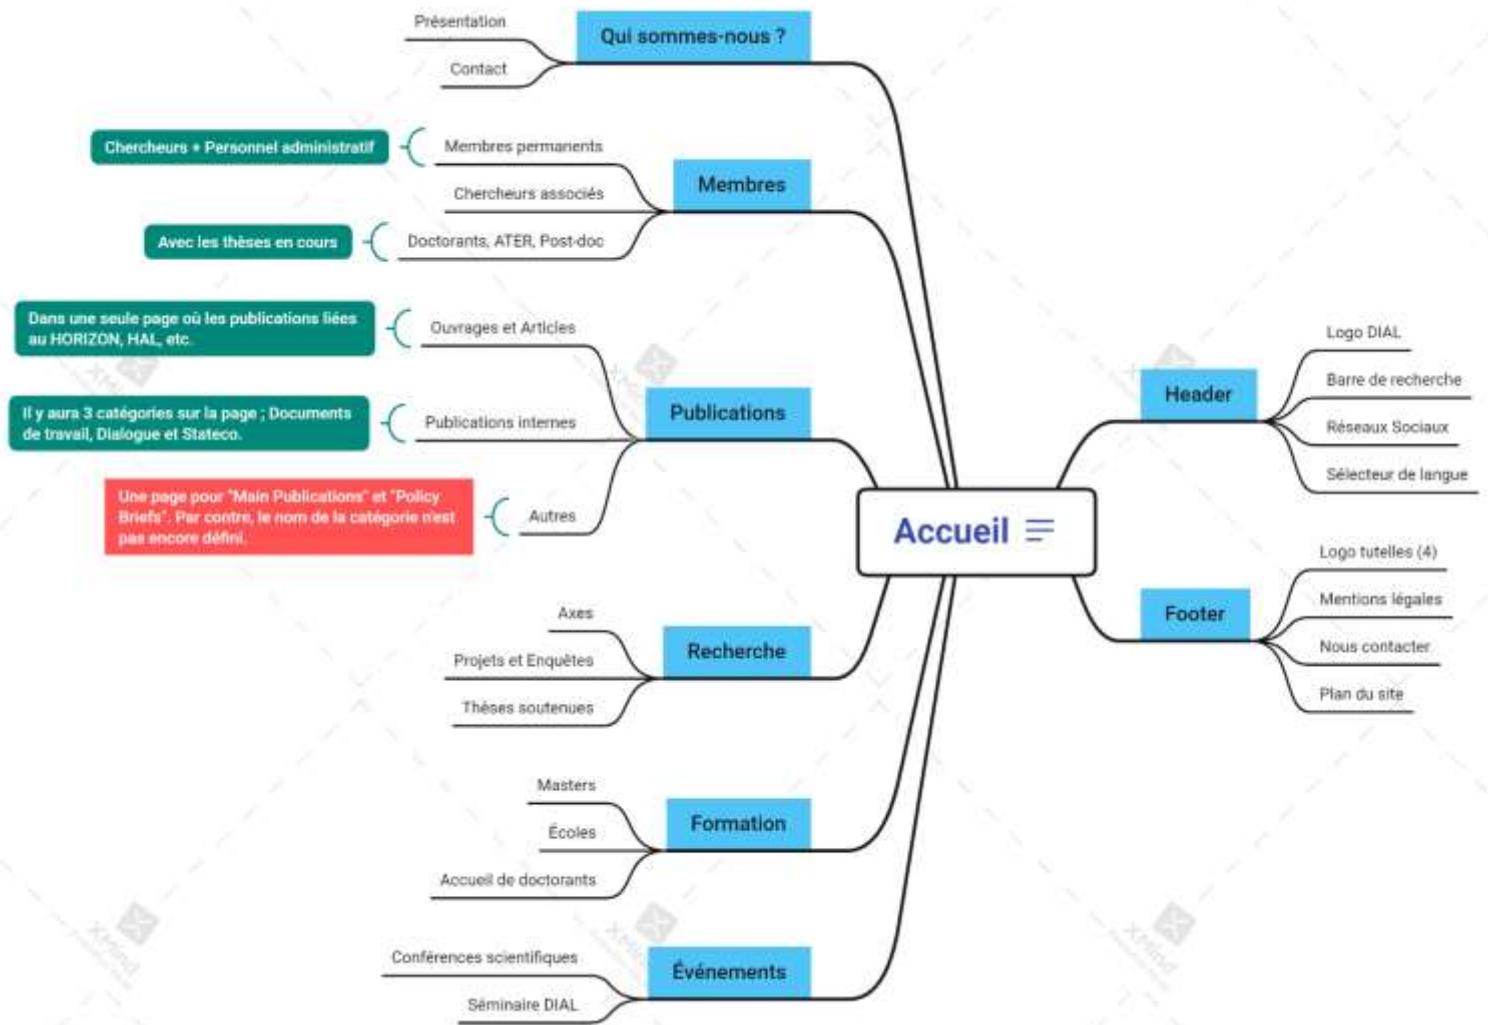 Présentation
Contact
Qui sommes-nous ?
Chercheurs + Personnel administratif
Membres permanents
Chercheurs associés
Avec les thèses en cours
Doctorants, ATER, Post-doc
Membres
Dans une seule page où les publications liées
au HORIZON, HAL, etc.
Ouvrages et Articles
Il y aura 3 catégories sur la page ; Documents
de travail, Dialogue et Stateco.
Publications internes
Une page pour "Main Publications" et "Policy
Briefs". Par contre, le nom de la catégorie n'est
pas encore défini.
Autres
Publications
Axes
Projets et Enquêtes
Thèses soutenues
Recherche
Masters
Écoles
Accueil de doctorants
Formation
Conférences scientifiques
Séminaire DIAL
Événements
Accueil
Header
Logo DIAL
Barre de recherche
Réseaux Sociaux
Sélecteur de langue
Footer
Logo tutelles (4)
Mentions légales
Nous contacter
Plan du site
XMind
XMind
XMind
XMind
XMind
XMind